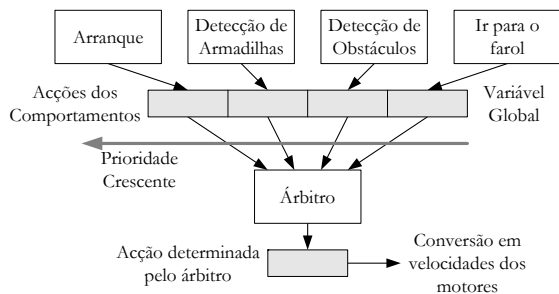 Arranque
Detecção de
Armadilhas
Detecção de
Obstáculos
Ir para o
farol
Acções dos
Comportamentos
Variável
Global
Prioridade
Crescente
Árbitro
Acção determinada
pelo árbitro
Conversão em
velocidades dos
motores